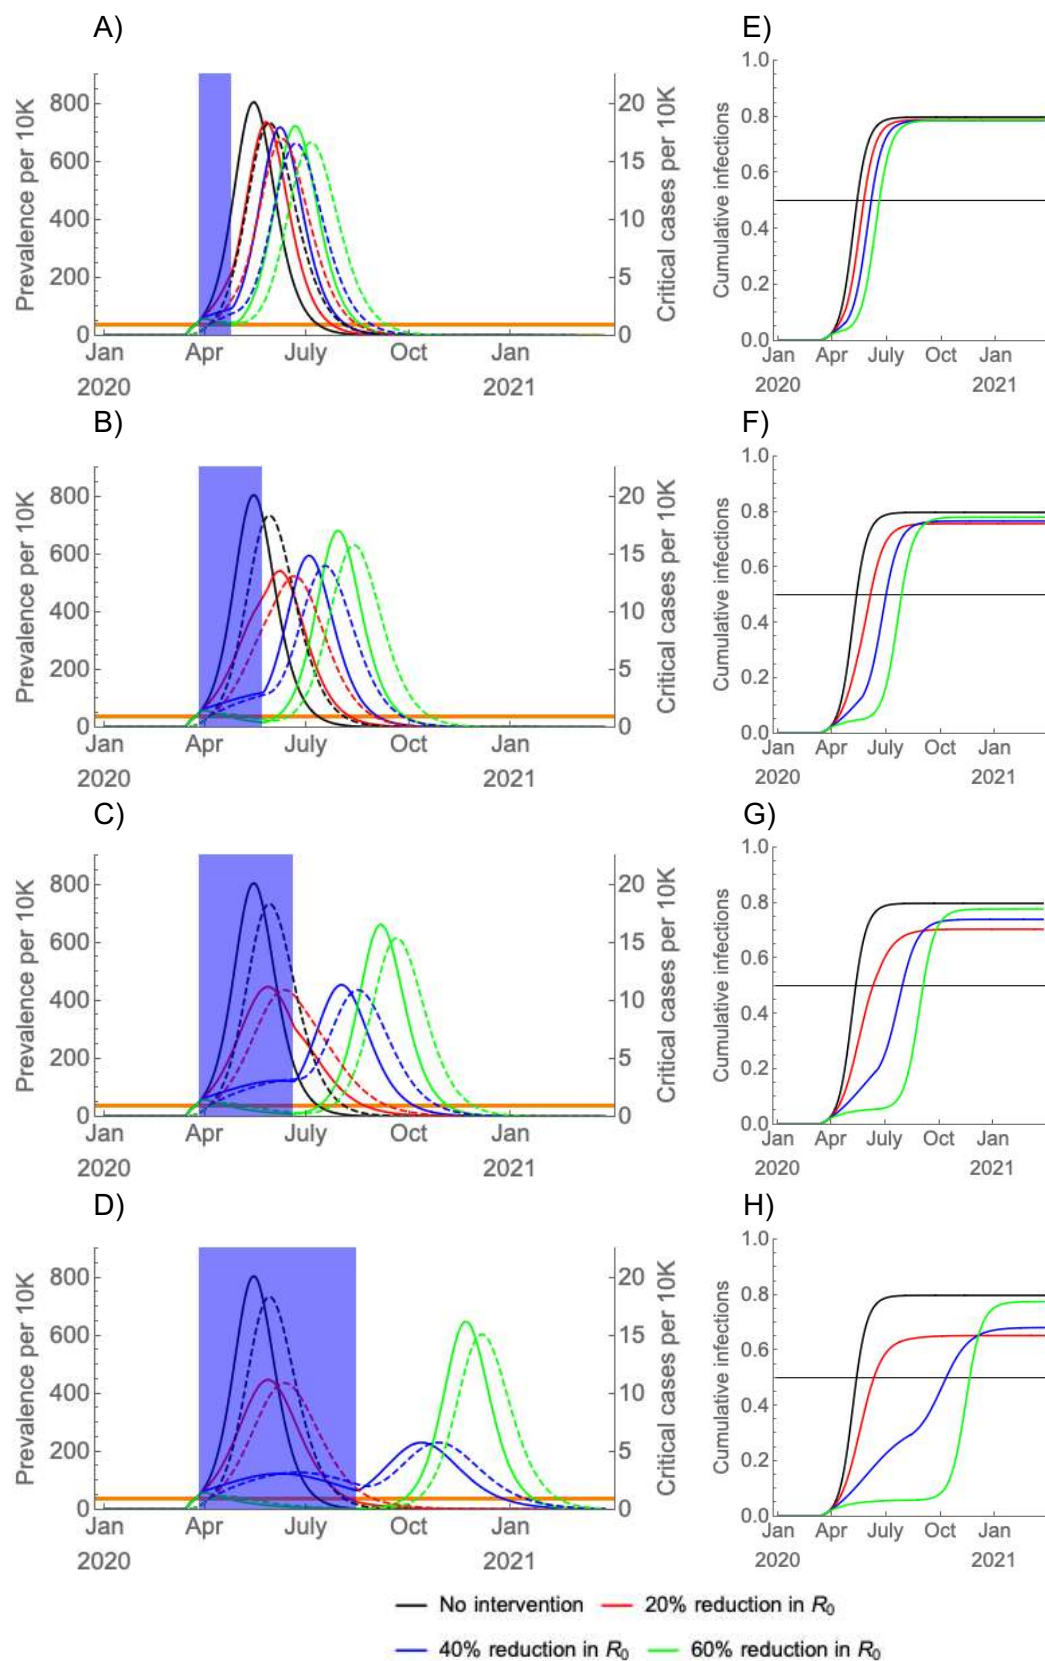 A)
E)
Prevalence per 10K
800
600
400
200
0
20
15
10
5
0
Critical cases per 10K
Jan
Apr
July
Oct
Jan
2020
2021
Cumulative infections
1.0
0.8
0.6
0.4
0.2
0.0
Jan
Apr
July
Oct
Jan
2020
2021
B)
F)
Prevalence per 10K
800
600
400
200
0
20
15
10
5
0
Critical cases per 10K
Jan
Apr
July
Oct
Jan
2020
2021
Cumulative infections
1.0
0.8
0.6
0.4
0.2
0.0
Jan
Apr
July
Oct
Jan
2020
2021
C)
G)
Prevalence per 10K
800
600
400
200
0
20
15
10
5
0
Critical cases per 10K
Jan
Apr
July
Oct
Jan
2020
2021
Cumulative infections
1.0
0.8
0.6
0.4
0.2
0.0
Jan
Apr
July
Oct
Jan
2020
2021
D)
H)
Prevalence per 10K
800
600
400
200
0
20
15
10
5
0
Critical cases per 10K
Jan
Apr
July
Oct
Jan
2020
2021
Cumulative infections
1.0
0.8
0.6
0.4
0.2
0.0
Jan
Apr
July
Oct
Jan
2020
2021
No intervention
20% reduction in R₀
40% reduction in R₀
60% reduction in R₀